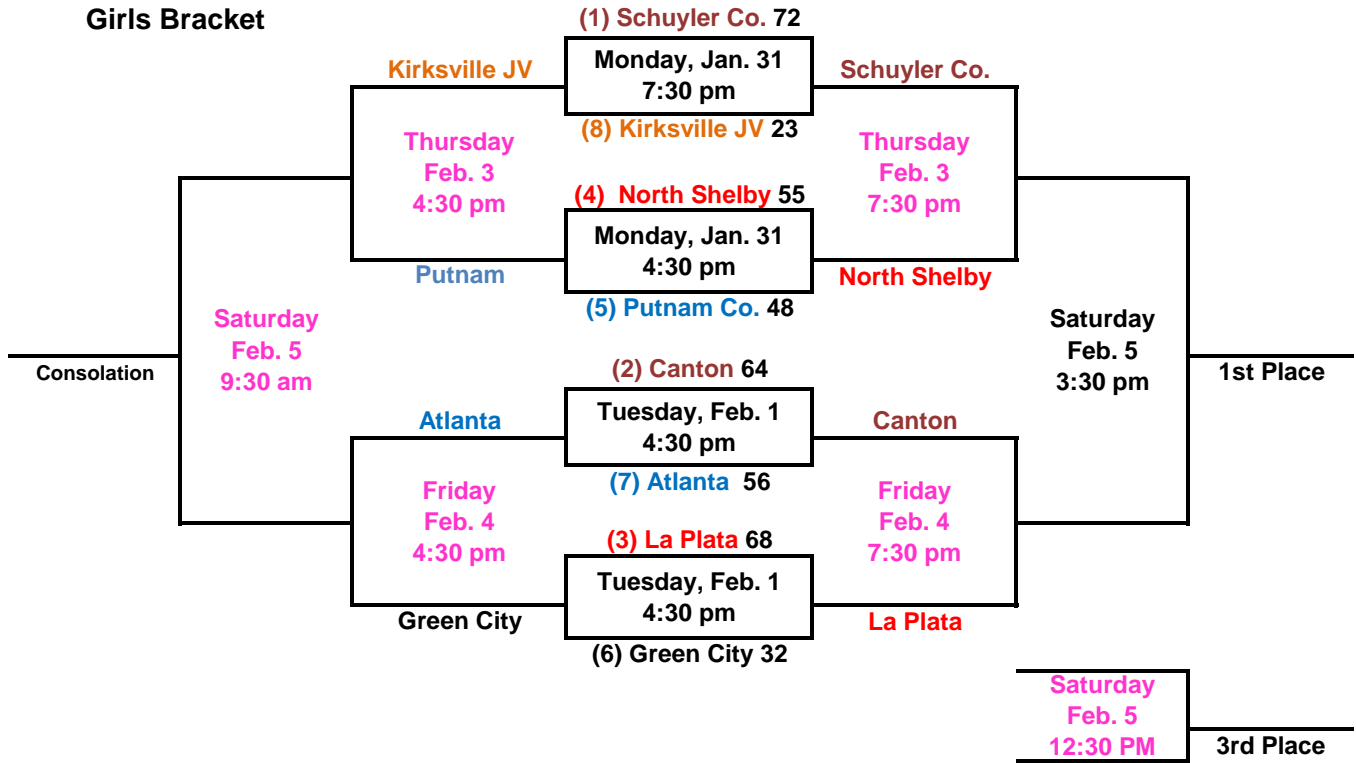 Girls Bracket
(1) Schuyler Co. 72
Kirksville JV
Monday, Jan. 31
7:30 pm
Schuyler Co.
(8) Kirksville JV 23
Thursday
Feb. 3
4:30 pm
Thursday
Feb. 3
7:30 pm
(4) North Shelby 55
Monday, Jan. 31
4:30 pm
Putnam
North Shelby
(5) Putnam Co. 48
Saturday
Feb. 5
9:30 am
Saturday
Feb. 5
3:30 pm
Consolation
1st Place
(2) Canton 64
Atlanta
Tuesday, Feb. 1
4:30 pm
Canton
(7) Atlanta 56
Friday
Feb. 4
4:30 pm
Friday
Feb. 4
7:30 pm
(3) La Plata 68
Tuesday, Feb. 1
4:30 pm
Green City
La Plata
(6) Green City 32
Saturday
Feb. 5
12:30 PM
3rd Place